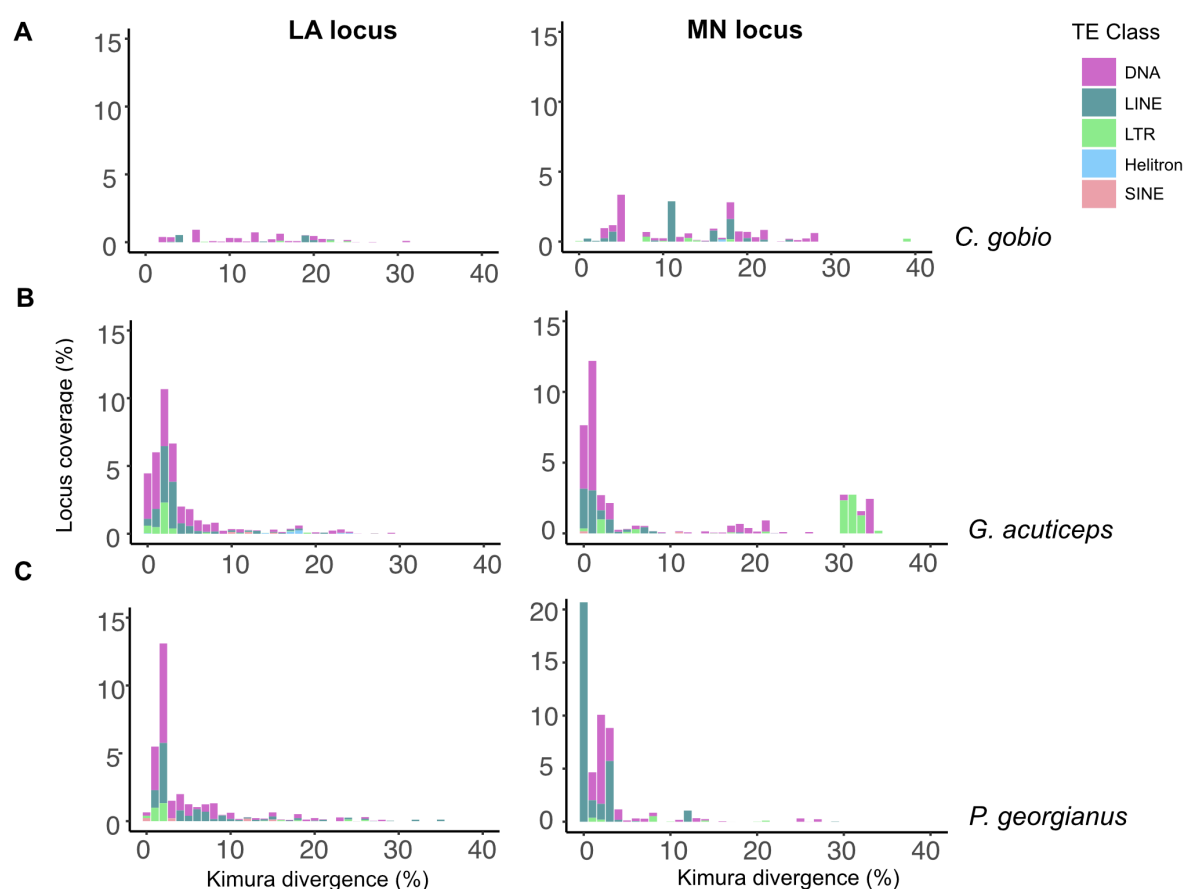 A
LA locus
MN locus
TE Class
DNA
LINE
LTR
Helitron
SINE
15
10
5
0
0 10 20 30 40
15
10
5
0
0 10 20 30 40
C. gobio
B
Locus coverage (%)
15
10
5
0
0 10 20 30 40
15
10
5
0
0 10 20 30 40
G. acuticeps
C
15
10
5
0
0 10 20 30 40
Kimura divergence (%)
20
15
10
5
0
0 10 20 30 40
Kimura divergence (%)
P. georgianus